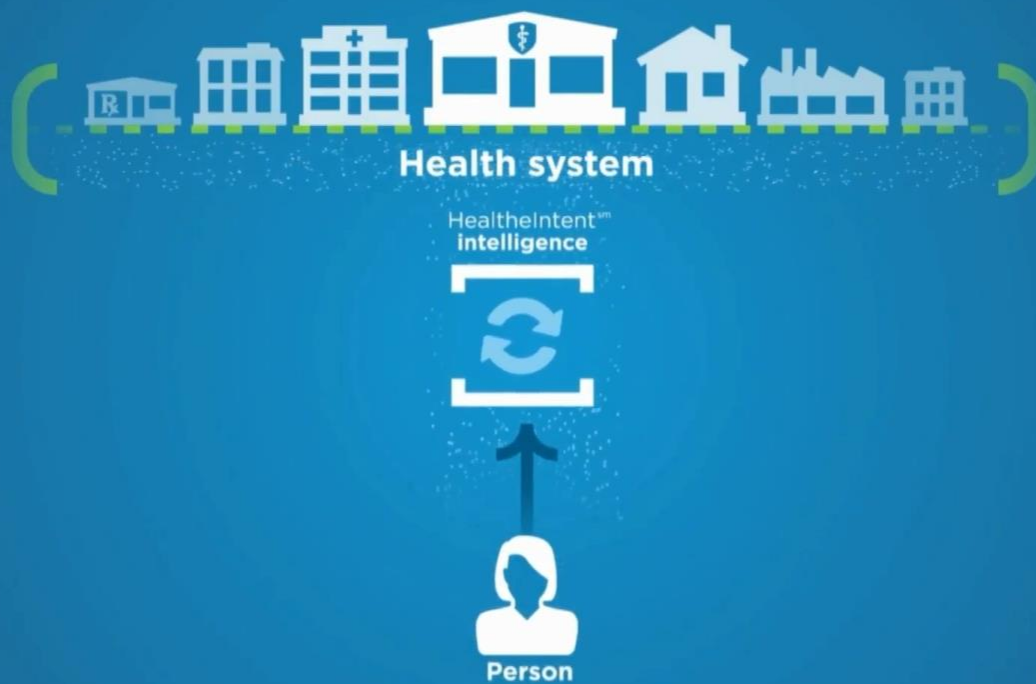 ℞
Health system
HealtheIntent℠
intelligence
Person